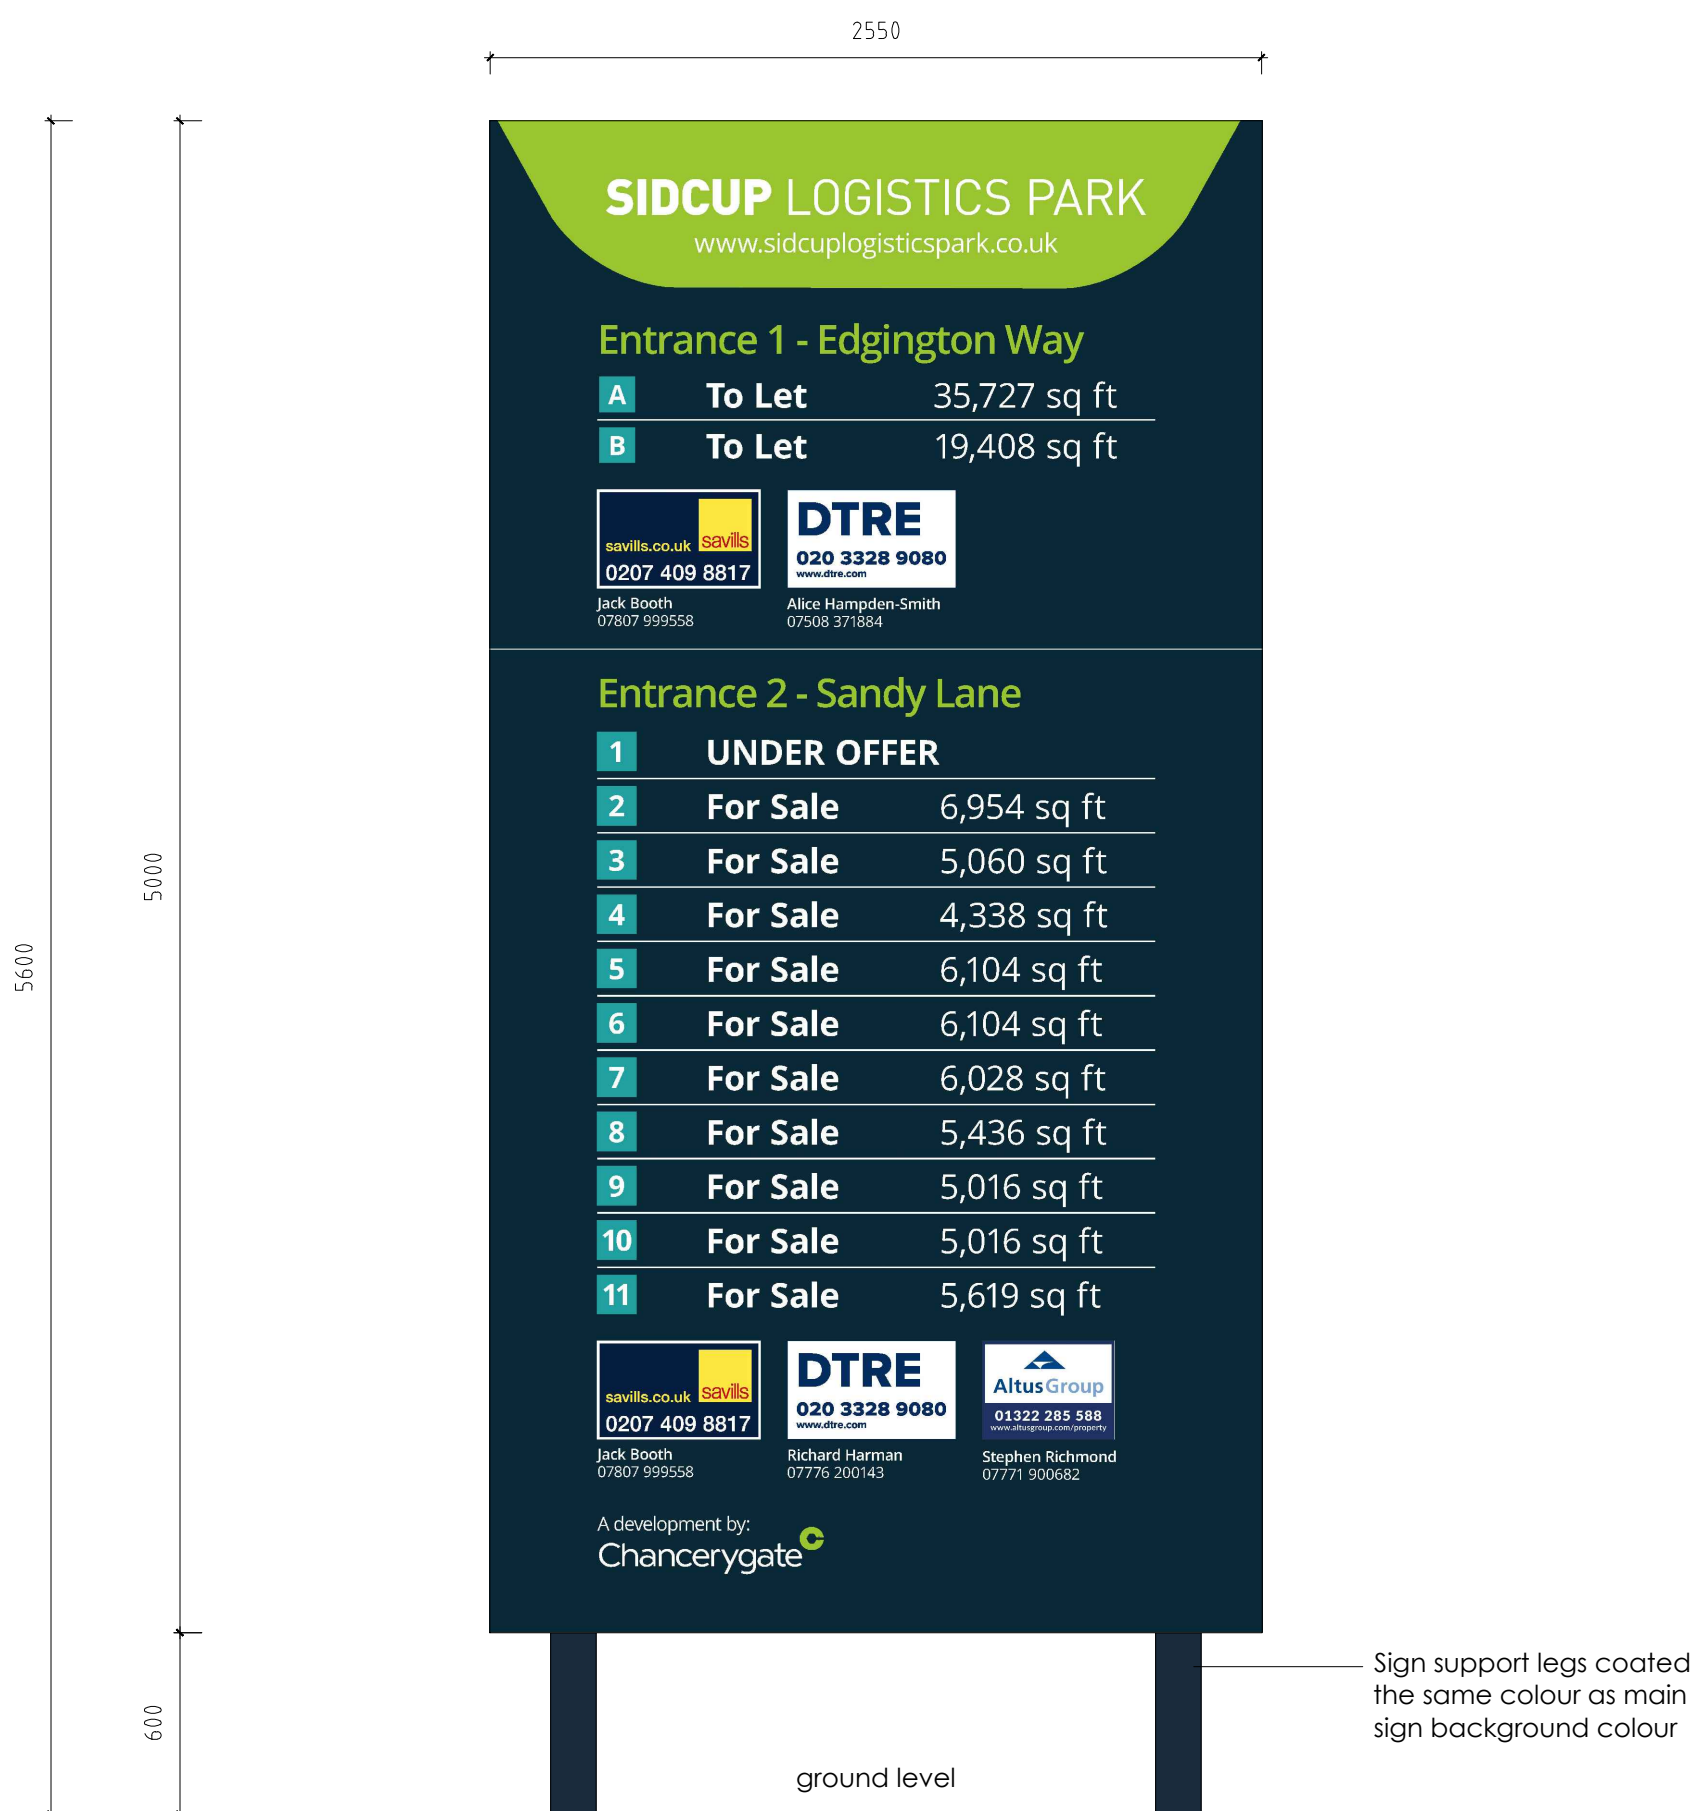 2550
SIDCUP LOGISTICS PARK
www.sidcuplogisticspark.co.uk
Entrance 1 - Edgington Way
A To Let 35,727 sq ft
B To Let 19,408 sq ft
savills.co.uk savills
0207 409 8817
Jack Booth
07807 999558
DTRE
020 3328 9080
www.dtre.com
Alice Hampden-Smith
07508 371884
Entrance 2 - Sandy Lane
1 UNDER OFFER
2 For Sale 6,954 sq ft
3 For Sale 5,060 sq ft
4 For Sale 4,338 sq ft
5 For Sale 6,104 sq ft
6 For Sale 6,104 sq ft
7 For Sale 6,028 sq ft
8 For Sale 5,436 sq ft
9 For Sale 5,016 sq ft
10 For Sale 5,016 sq ft
11 For Sale 5,619 sq ft
savills.co.uk savills
0207 409 8817
Jack Booth
07807 999558
DTRE
020 3328 9080
www.dtre.com
Richard Harman
07776 200143
AltusGroup
01322 285 588
www.altusgroup.com/property
Stephen Richmond
07771 900682
A development by:
Chancerygate
5600
5000
600
Sign support legs coated
the same colour as main
sign background colour
ground level